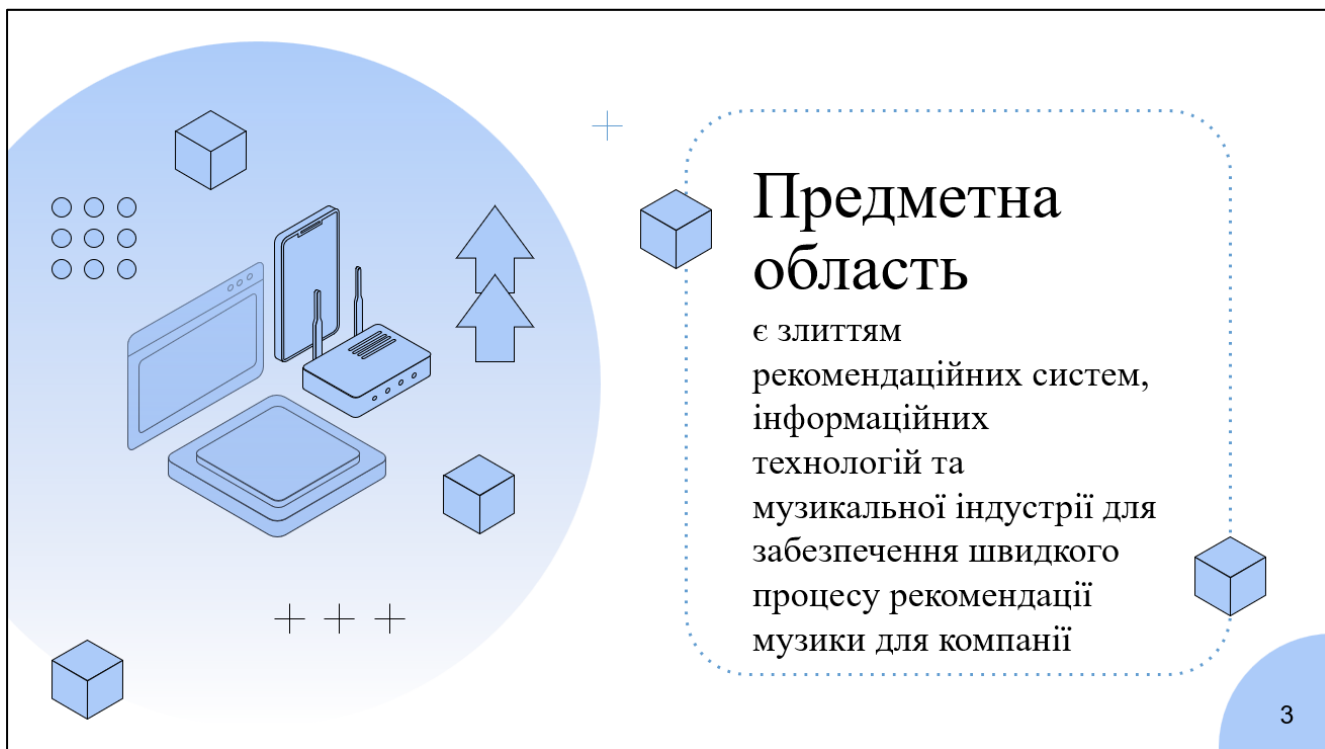 Предметна
область
є злиттям
рекомендаційних систем,
інформаційних
технологій та
музикальної індустрії для
забезпечення швидкого
процесу рекомендації
музики для компанії
3